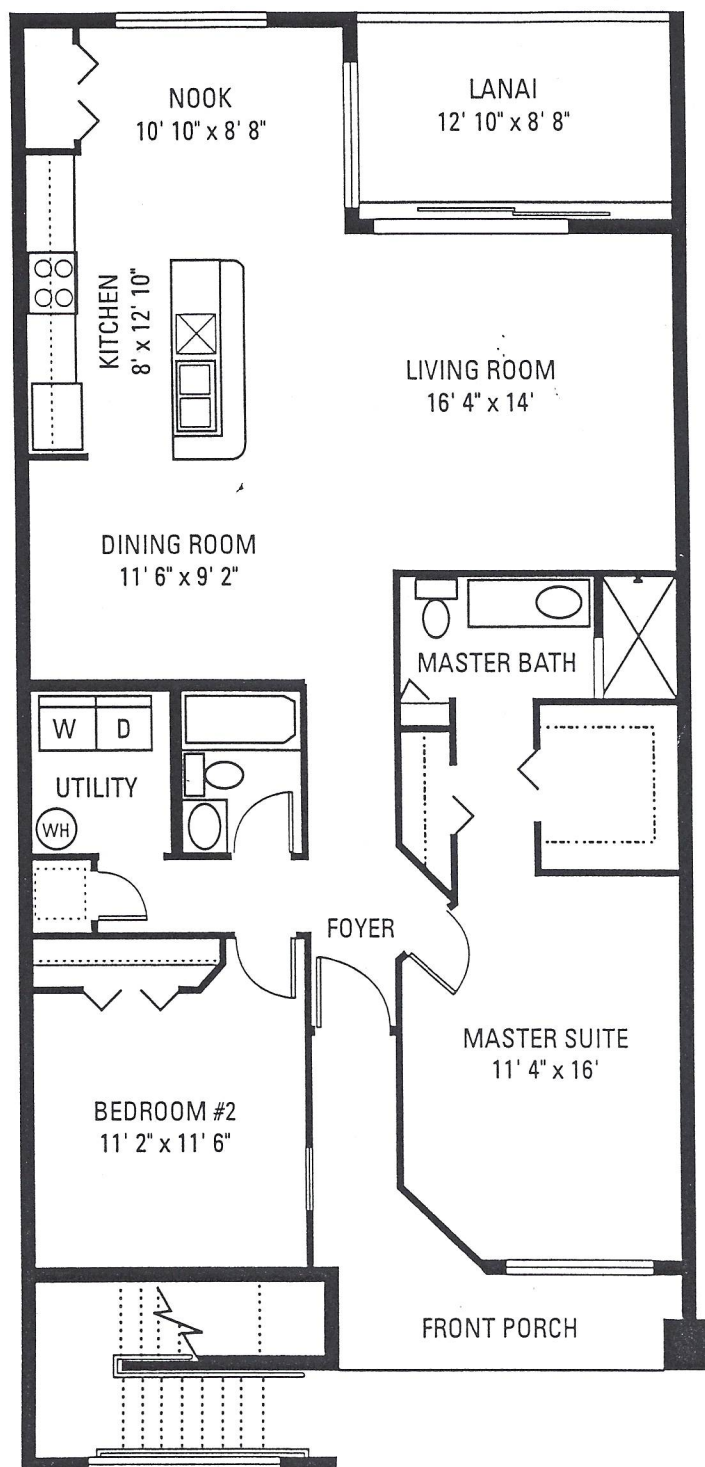 NOOK
10' 10" x 8' 8"
LANAI
12' 10" x 8' 8"
KITCHEN
8' x 12' 10"
LIVING ROOM
16' 4" x 14'
DINING ROOM
11' 6" x 9' 2"
MASTER BATH
W D
UTILITY
WH
FOYER
MASTER SUITE
11' 4" x 16'
BEDROOM #2
11' 2" x 11' 6"
FRONT PORCH